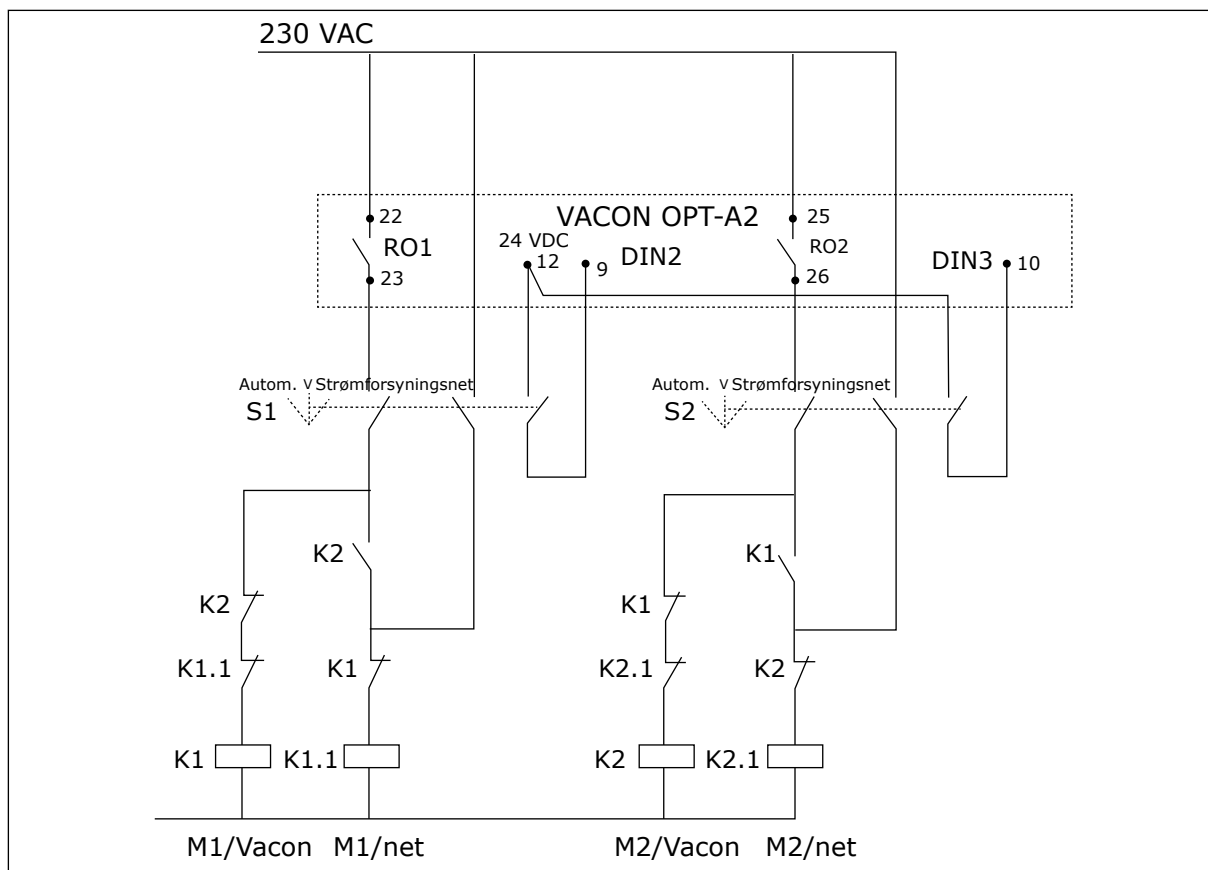 230 VAC
22
VACON OPT-A2
25
RO1
24 VDC
12
9
DIN2
RO2
DIN3
10
23
26
Autom. V Strømforsyningsnet
Autom. V Strømforsyningsnet
S1
S2
K2
K1
K2
K1
K1.1
K1
K2.1
K2
K1
K1.1
K2
K2.1
M1/Vacon
M1/net
M2/Vacon
M2/net